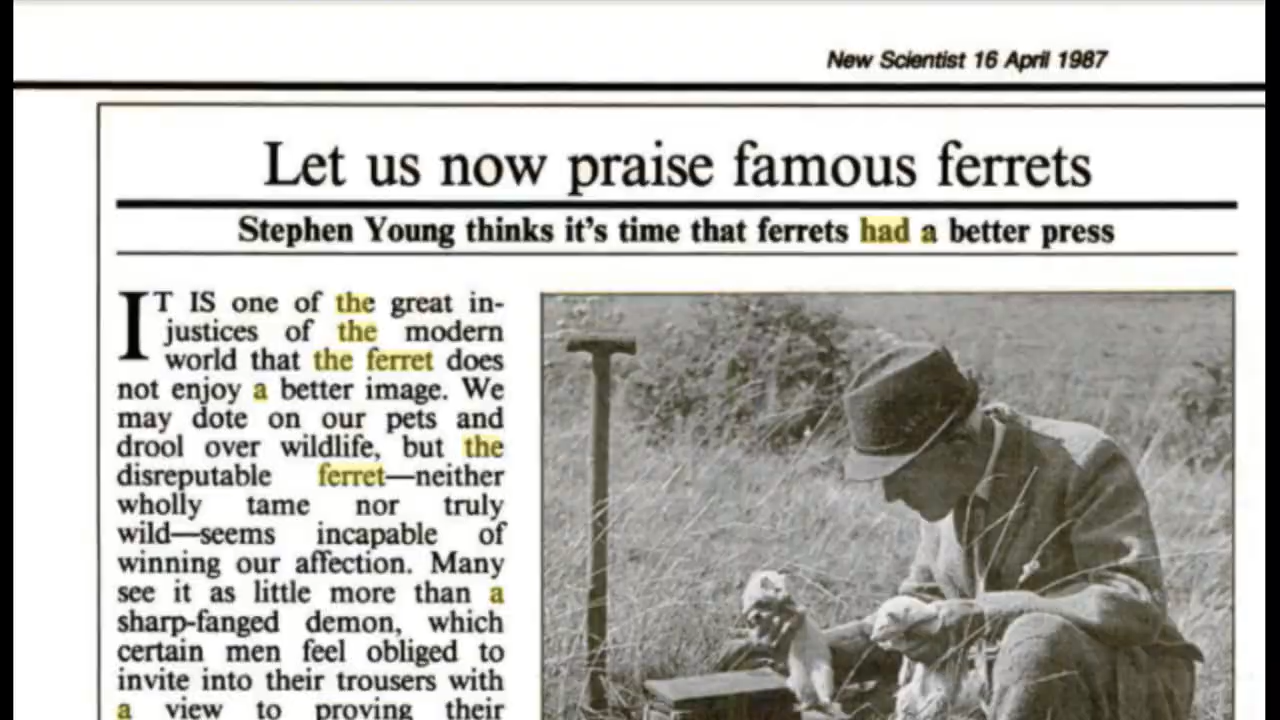 New Scientist 16 April 1987
Let us now praise famous ferrets
Stephen Young thinks it's time that ferrets had a better press
IT IS one of the great in-
justices of the modern
world that the ferret does
not enjoy a better image. We
may dote on our pets and
drool over wildlife, but the
disreputable ferret—neither
wholly tame nor truly
wild—seems incapable of
winning our affection. Many
see it as little more than a
sharp-fanged demon, which
certain men feel obliged to
invite into their trousers with
a view to proving their